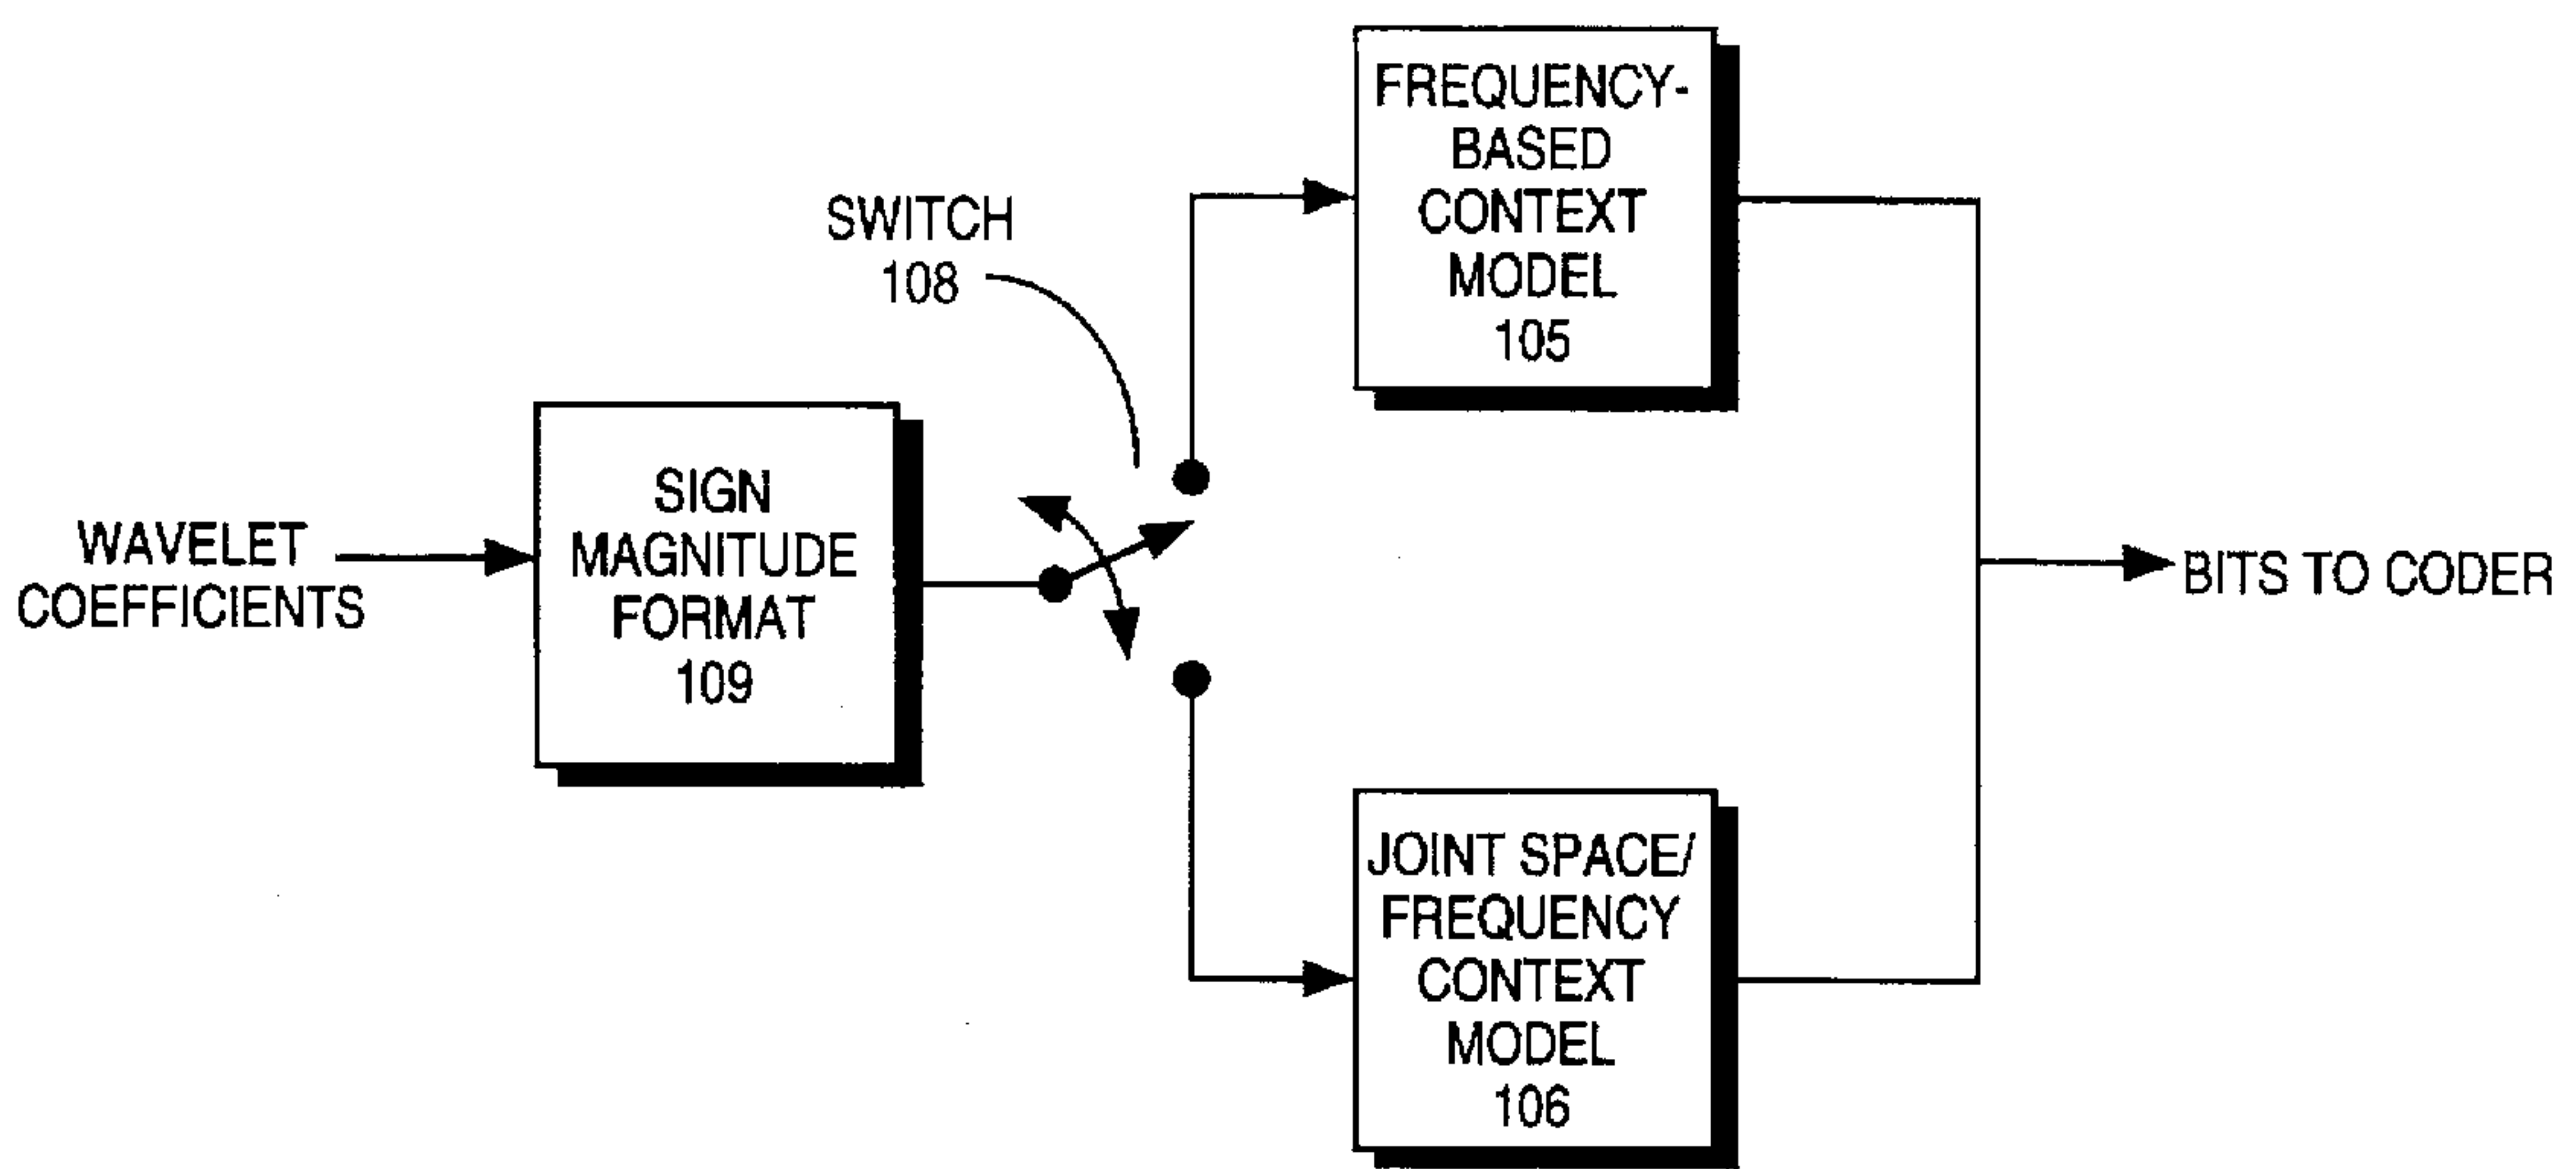 WAVELET
COEFFICIENTS
SIGN
MAGNITUDE
FORMAT
109
SWITCH
108
FREQUENCY-
BASED
CONTEXT
MODEL
105
JOINT SPACE/
FREQUENCY
CONTEXT
MODEL
106
BITS TO CODER